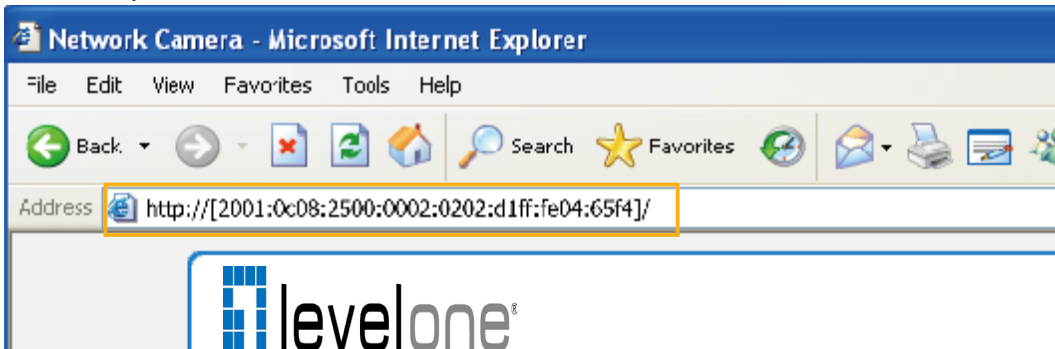 Network Camera - Microsoft Internet Explorer
File Edit View Favorites Tools Help
Back Search Favorites
Address http://[2001:0c08:2500:0002:0202:d1ff:fe04:65f4]/
levelone®